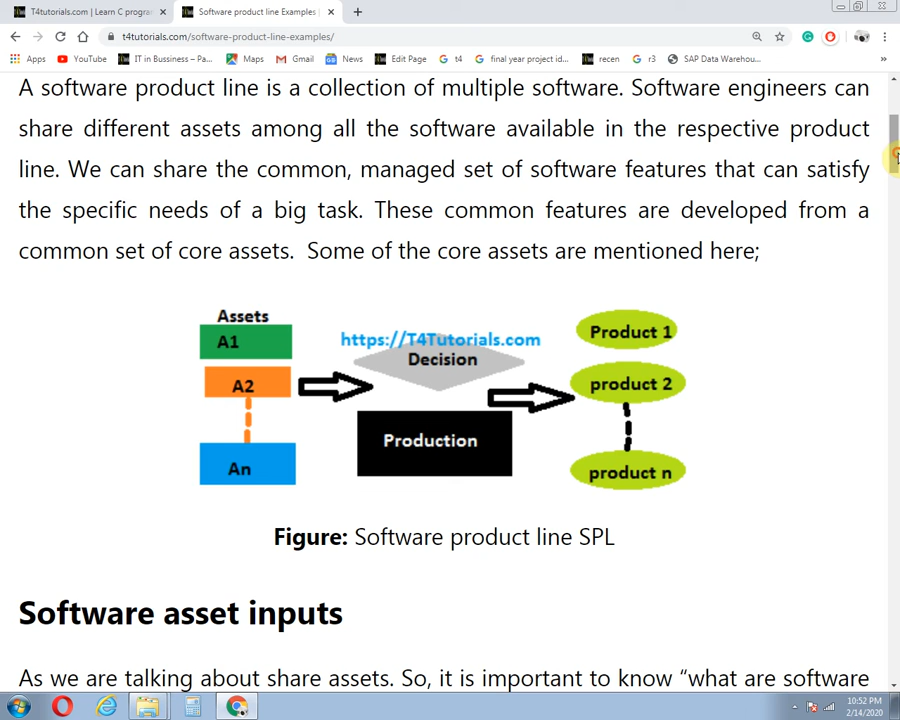 T4tutorials.com | Learn C progra
Software product line Examples |
t4tutorials.com/software-product-line-examples/
Apps
YouTube
IT in Bussiness – Pa...
Maps
Gmail
News
Edit Page
t4
final year project id...
recen
r3
SAP Data Warehou...
»
A software product line is a collection of multiple software. Software engineers can
share different assets among all the software available in the respective product
line. We can share the common, managed set of software features that can satisfy
the specific needs of a big task. These common features are developed from a
common set of core assets. Some of the core assets are mentioned here;
Assets
A1
A2
An
https://T4Tutorials.com
Decision
Production
Product 1
product 2
product n
Figure: Software product line SPL
Software asset inputs
As we are talking about share assets. So, it is important to know “what are software
10:52 PM
2/14/2020